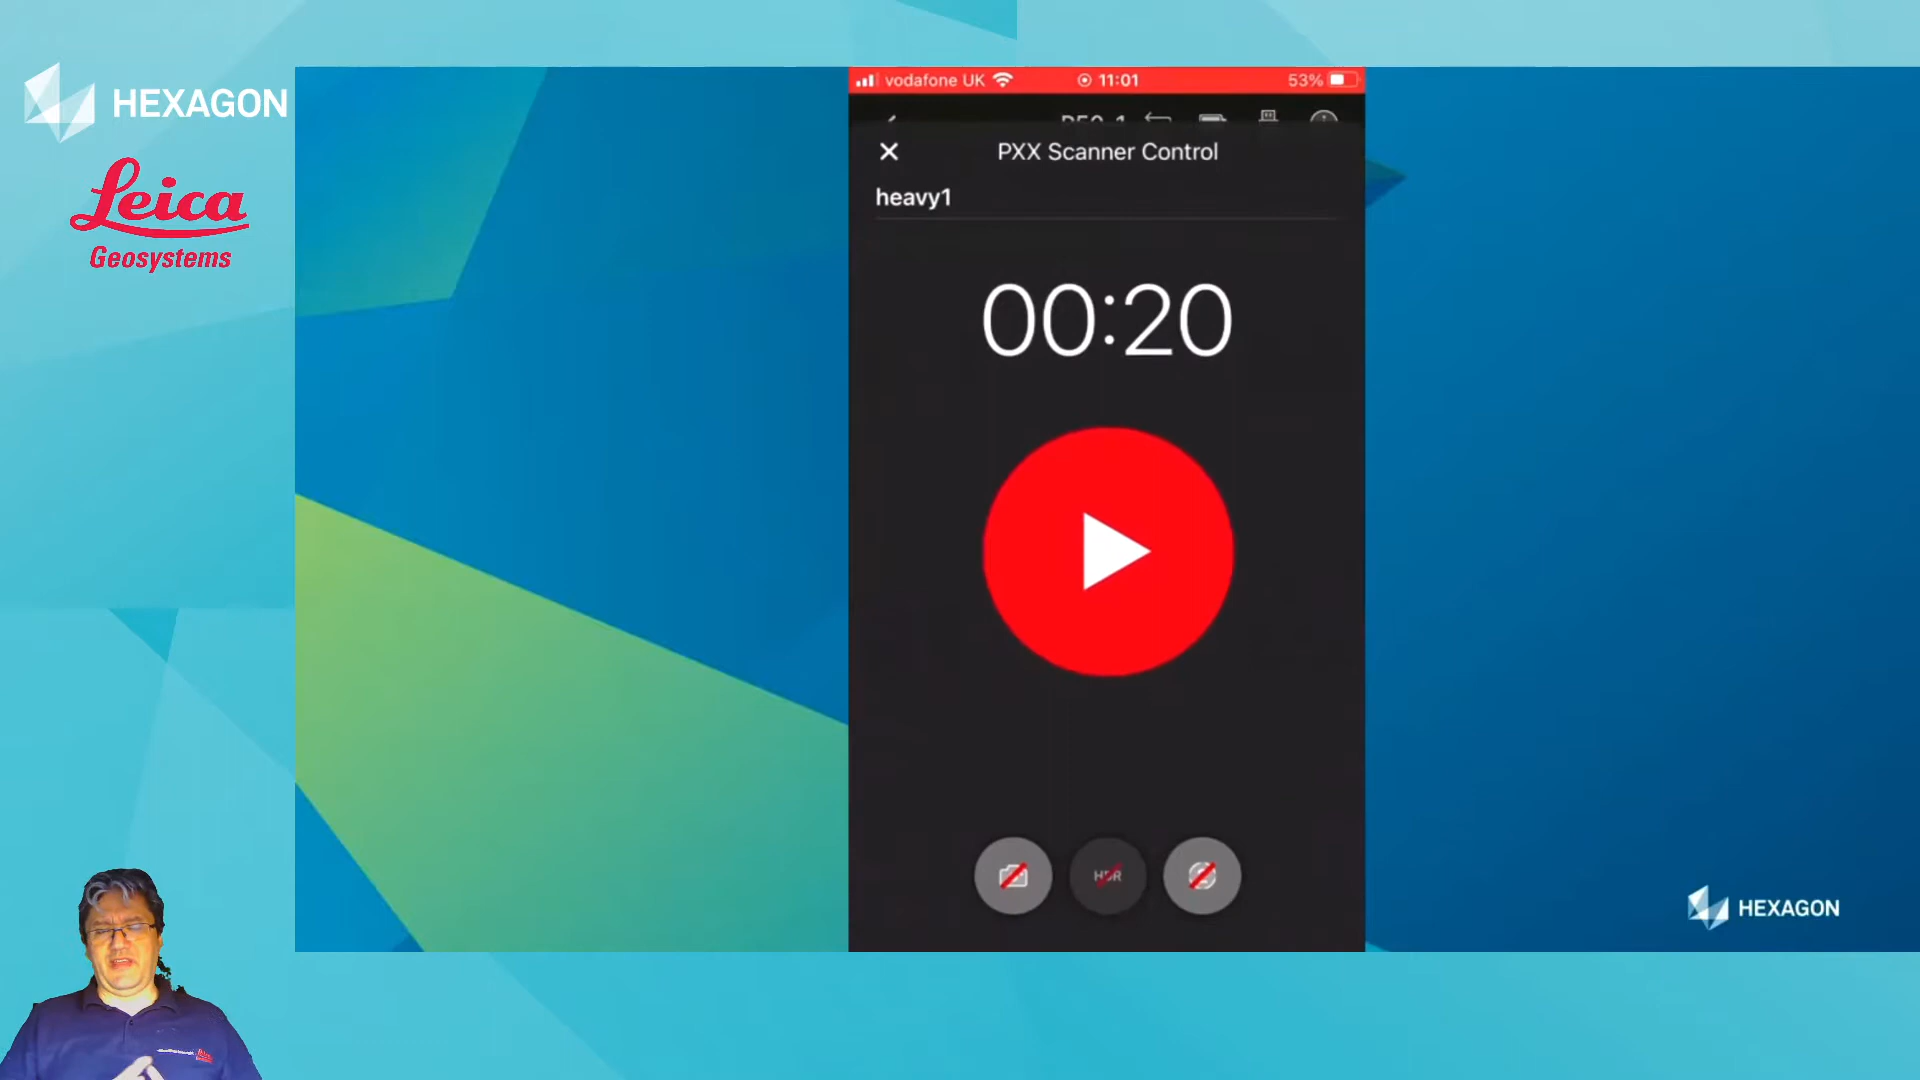 HEXAGON
Leica
Geosystems
vodafone UK
11:01
53%
PXX Scanner Control
heavy1
00:20
HDR
HEXAGON